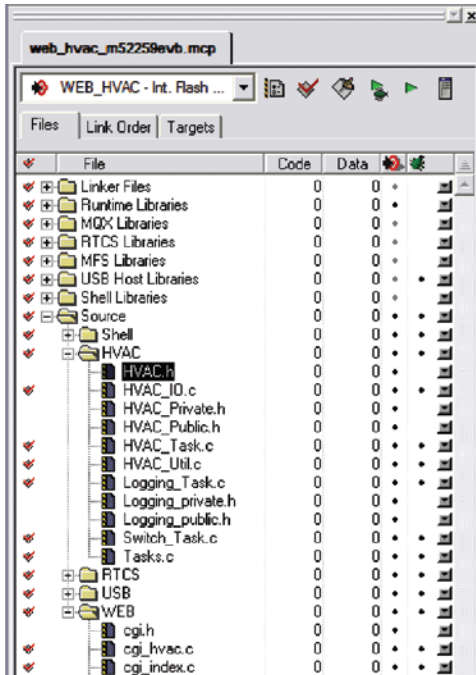 web_hvac_m52259evb.mcp
WEB_HVAC - Int. Flash ...
Files Link Order Targets
File Code Data
Linker Files 0 0
Runtime Libraries 0 0
MQX Libraries 0 0
RTCS Libraries 0 0
MFS Libraries 0 0
USB Host Libraries 0 0
Shell Libraries 0 0
Source 0 0
Shell 0 0
HVAC 0 0
HVAC.h 0 0
HVAC_IO.c 0 0
HVAC_Private.h 0 0
HVAC_Public.h 0 0
HVAC_Task.c 0 0
HVAC_Util.c 0 0
Logging_Task.c 0 0
Logging_private.h 0 0
Logging_public.h 0 0
Switch_Task.c 0 0
Tasks.c 0 0
RTCS 0 0
USB 0 0
WEB 0 0
cgi.h 0 0
cgi_hvac.c 0 0
cgi_index.c 0 0